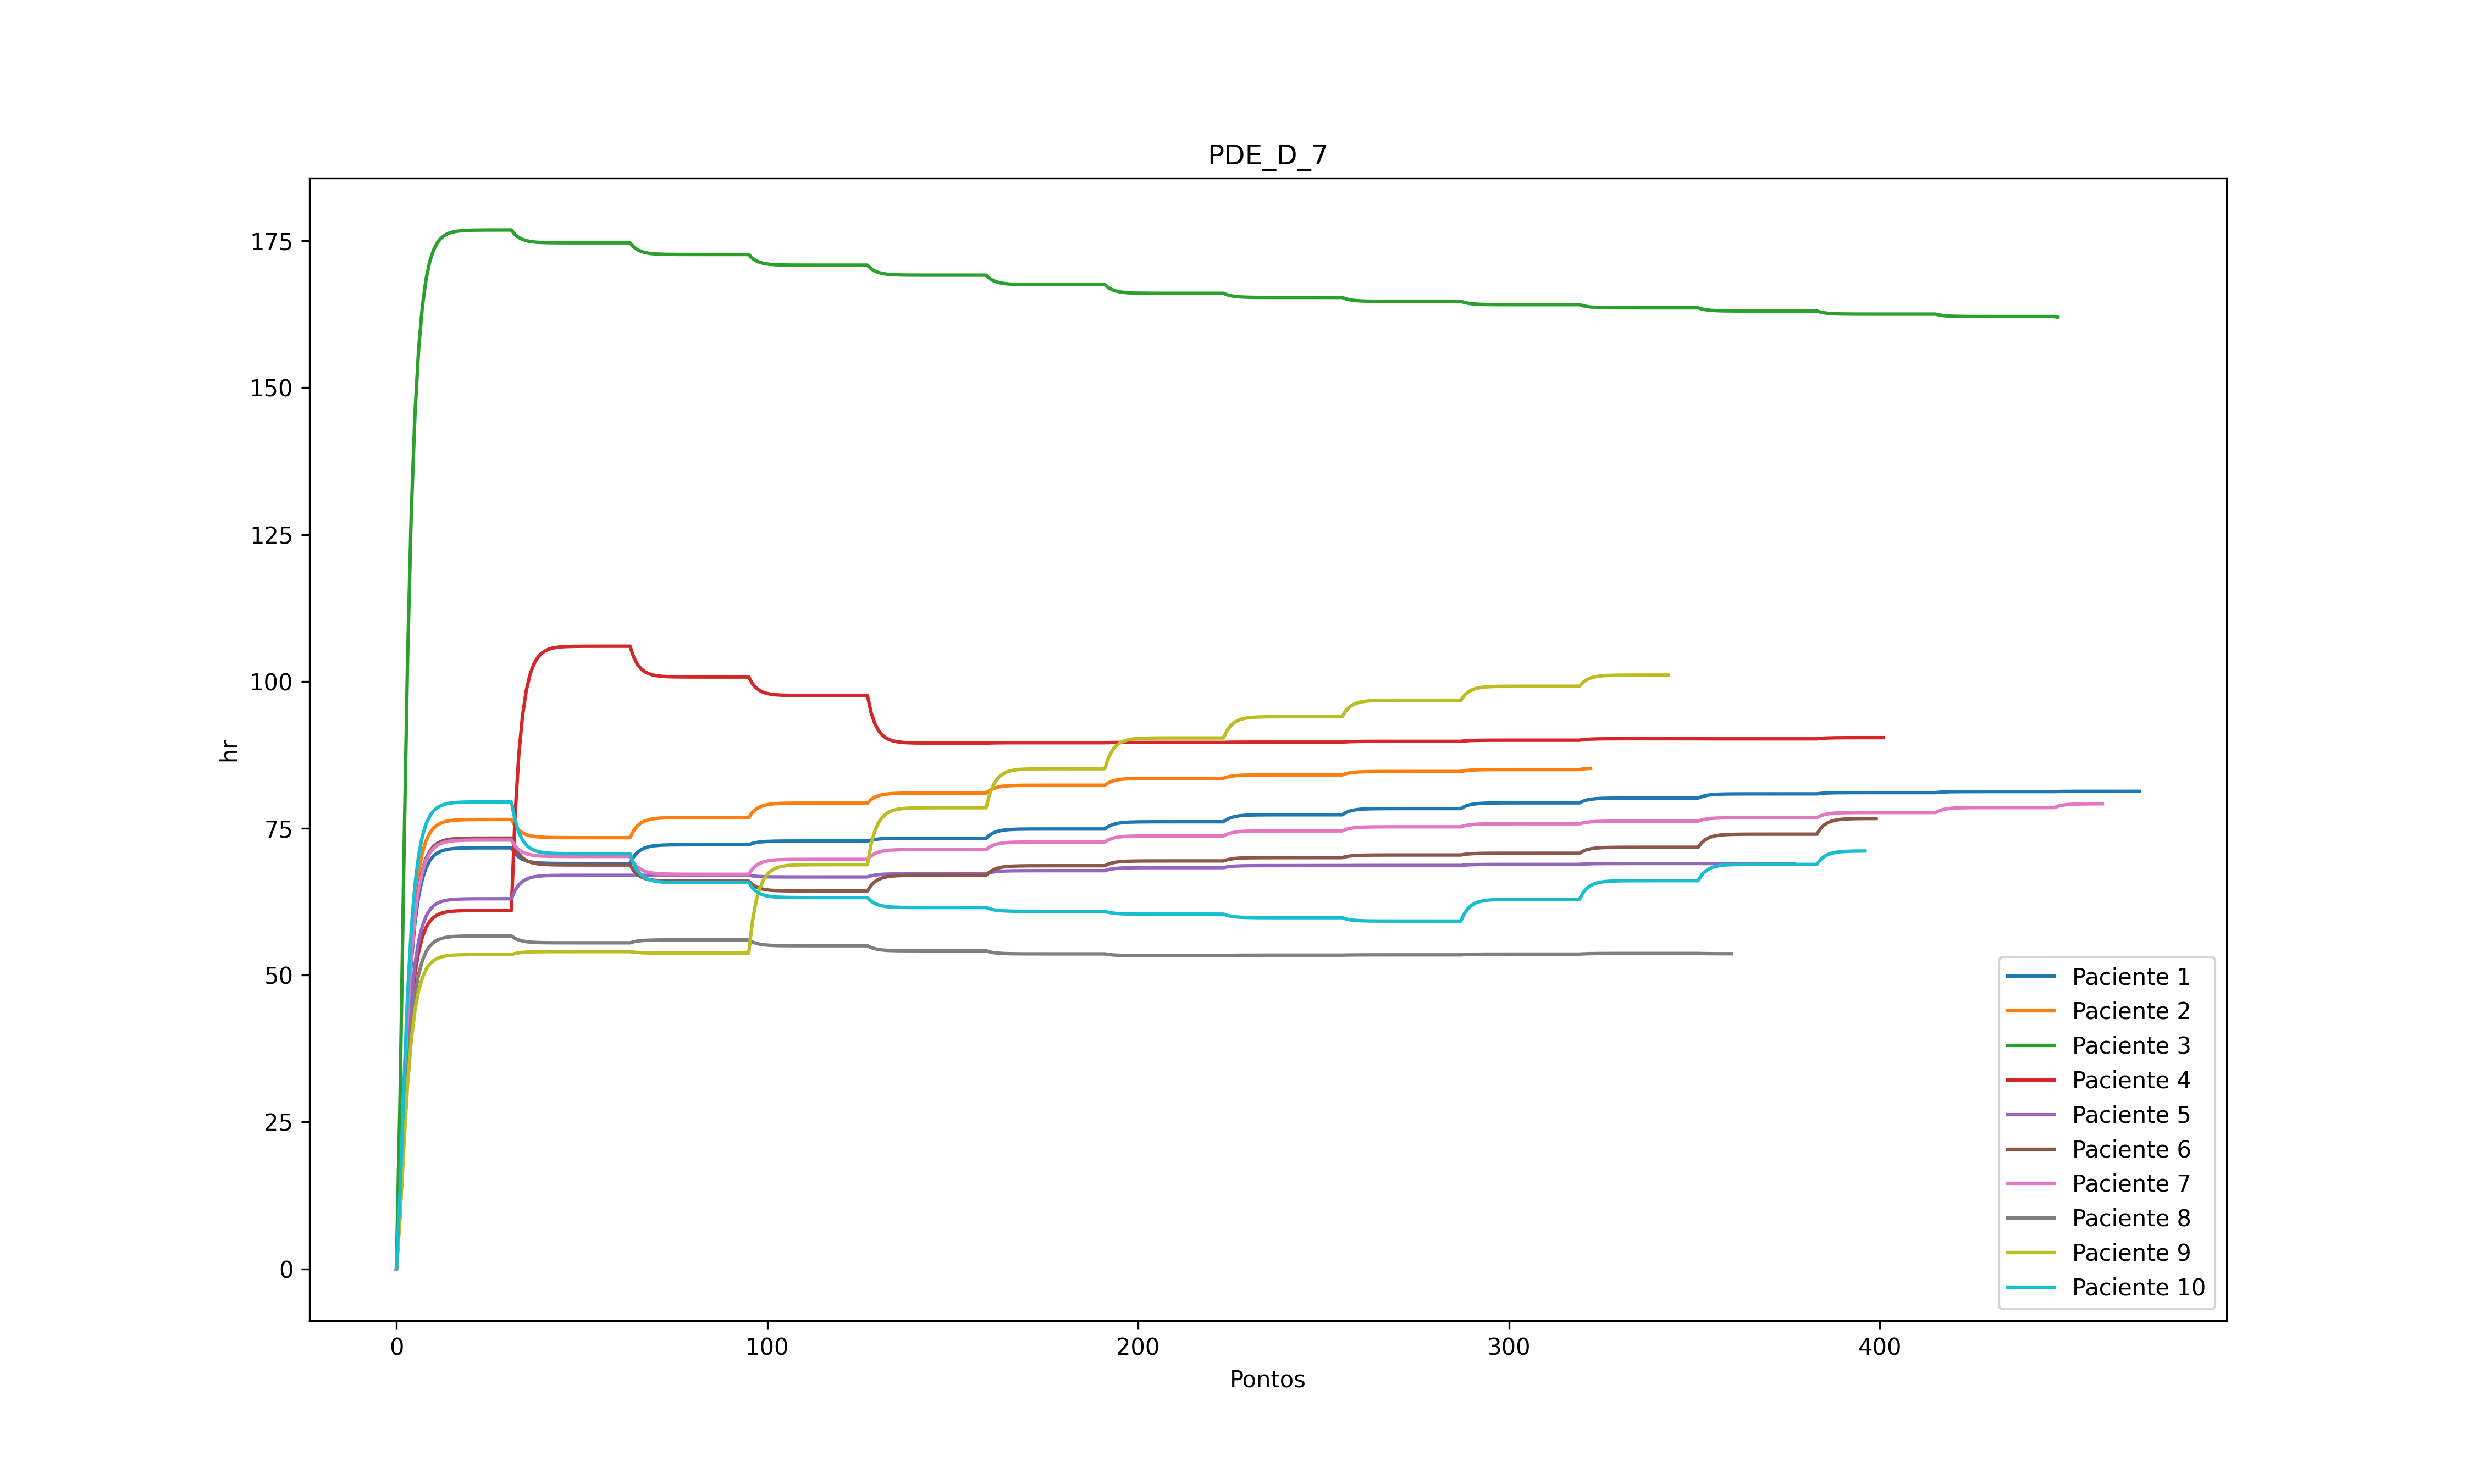 PDE_D_7
175
150
125
100
75
50
25
0
hr
0 100 200 300 400
Pontos
Paciente 1
Paciente 2
Paciente 3
Paciente 4
Paciente 5
Paciente 6
Paciente 7
Paciente 8
Paciente 9
Paciente 10